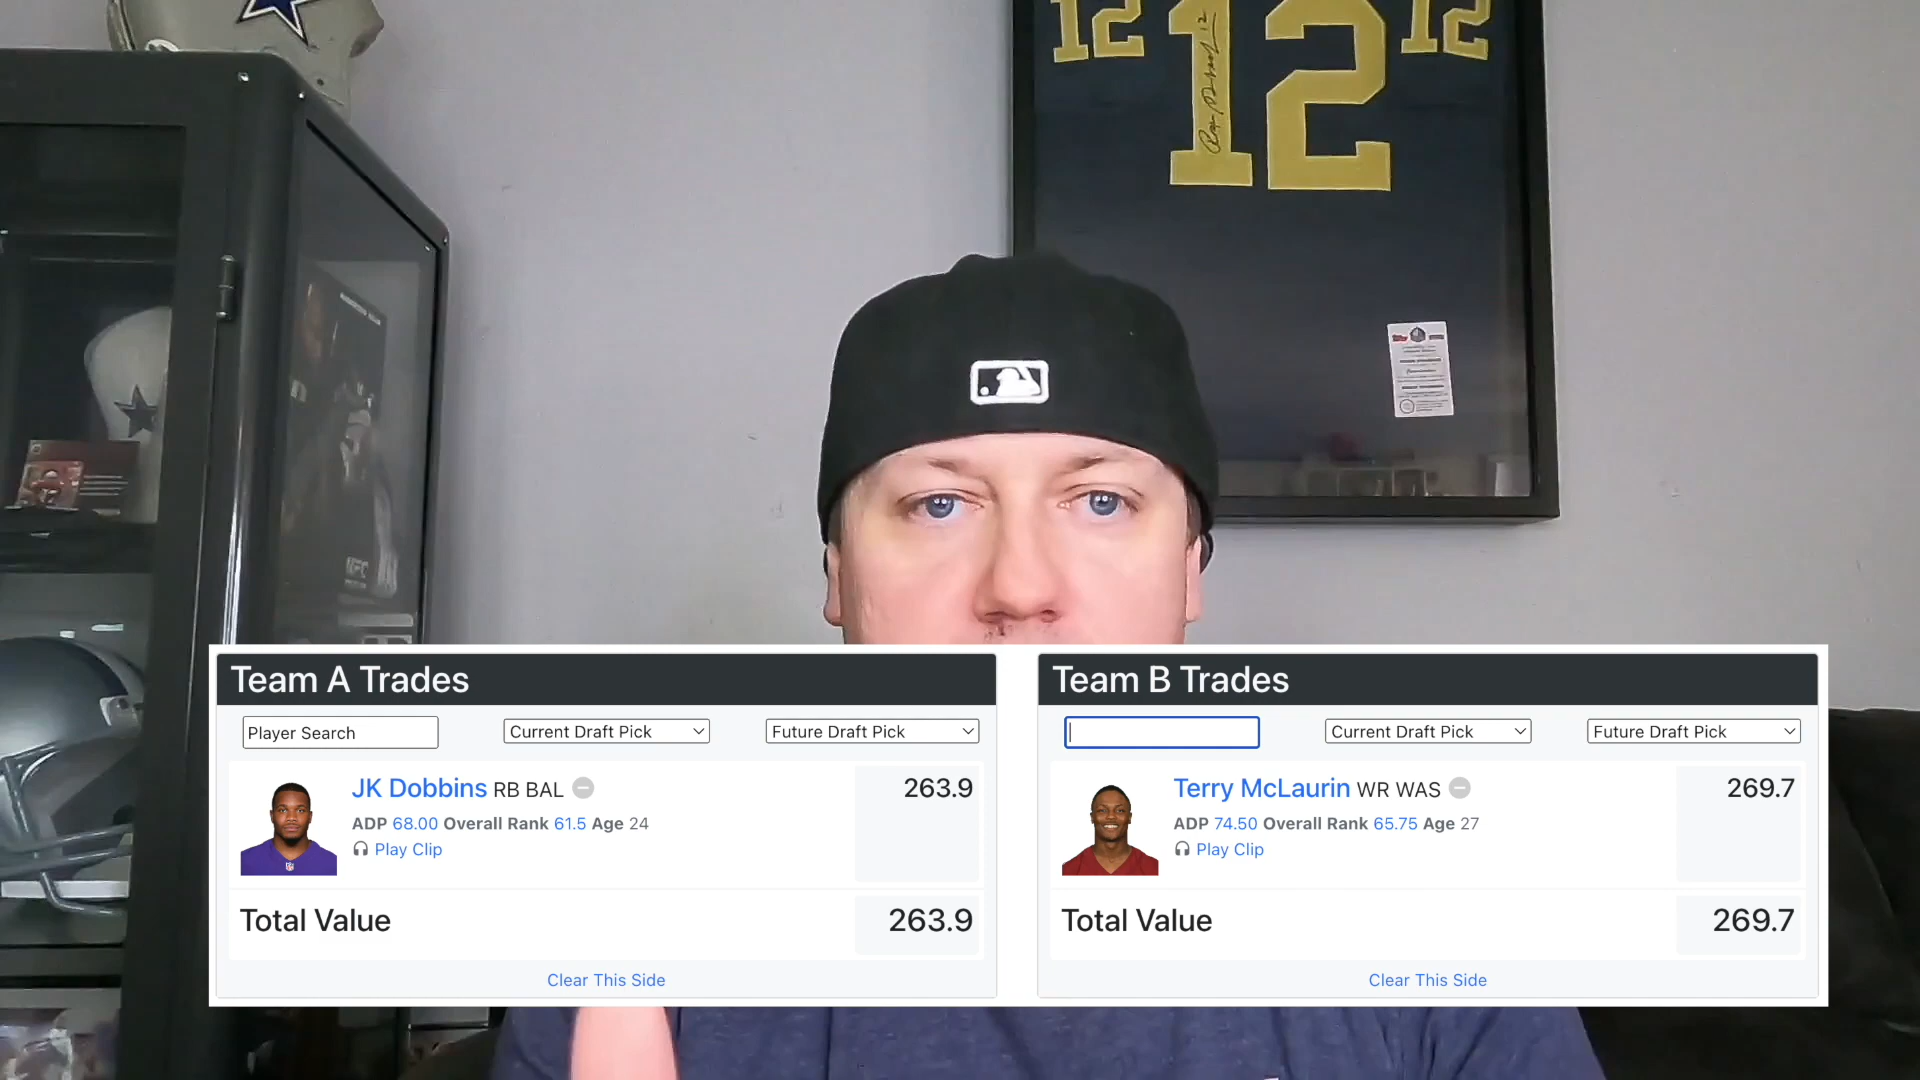 12 12 12
Team A Trades
Player Search Current Draft Pick Future Draft Pick
JK Dobbins RB BAL 263.9
ADP 68.00 Overall Rank 61.5 Age 24
Play Clip
Total Value 263.9
Clear This Side
Team B Trades
Current Draft Pick Future Draft Pick
Terry McLaurin WR WAS 269.7
ADP 74.50 Overall Rank 65.75 Age 27
Play Clip
Total Value 269.7
Clear This Side